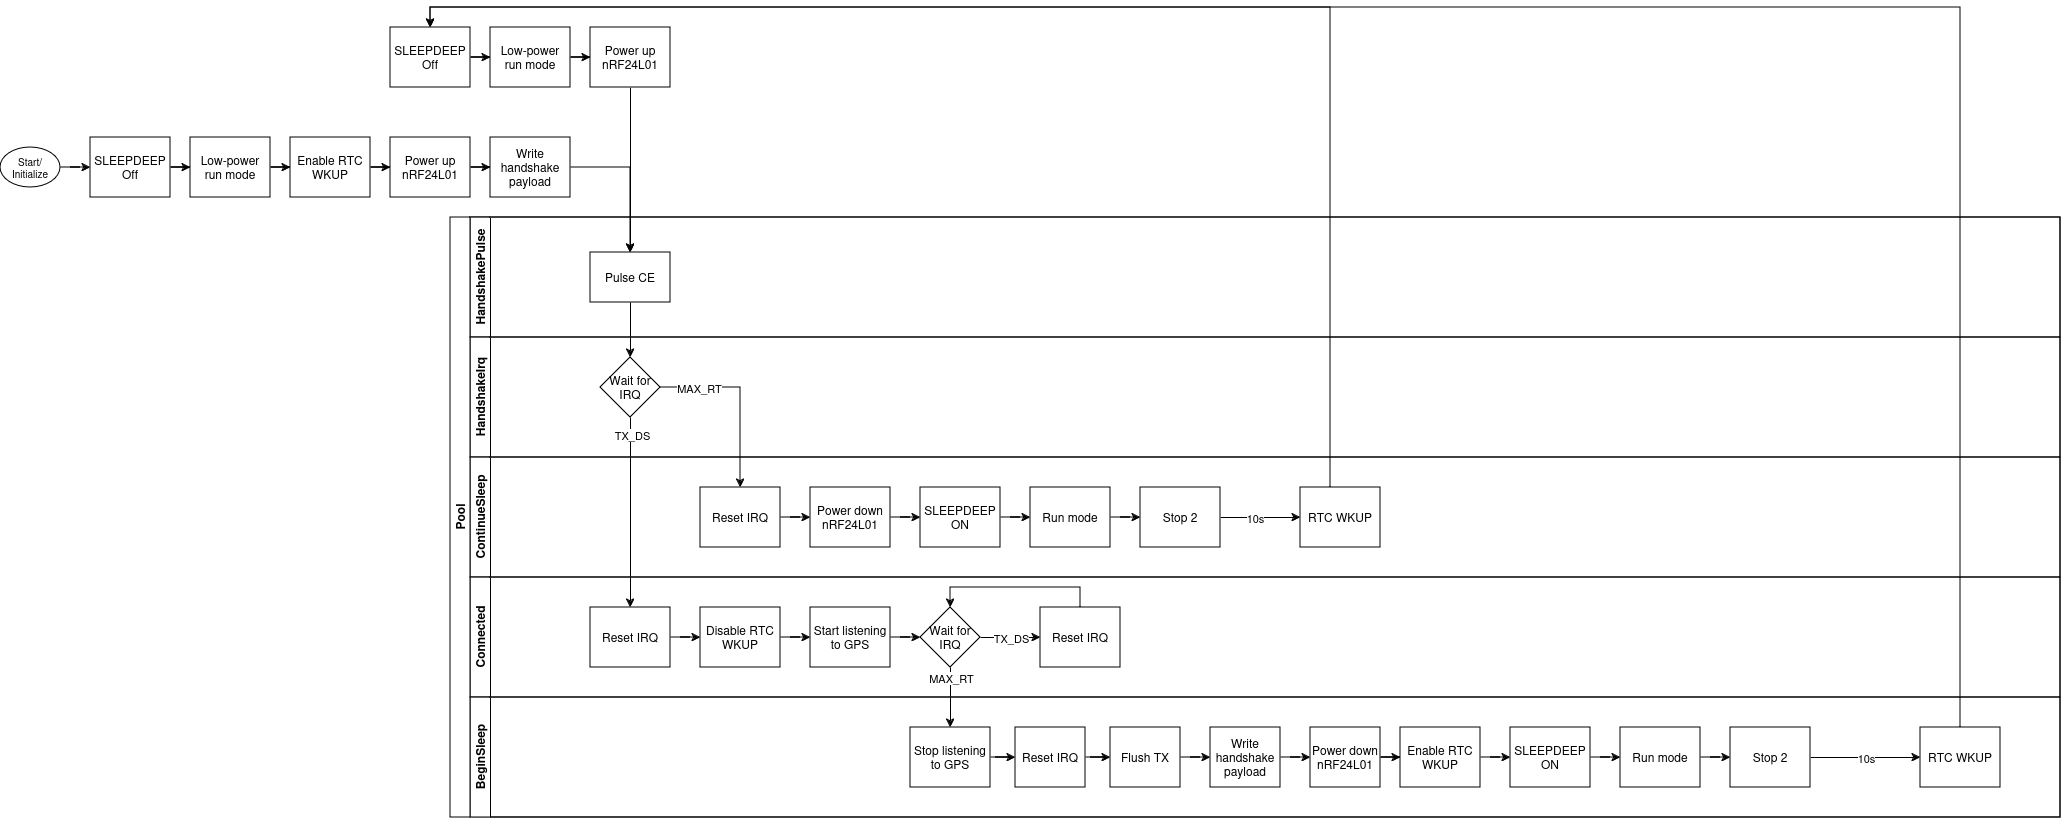 SLEEPDEEP
Off
Low-power
run mode
Power up
nRF24L01
Start/
Initialize
SLEEPDEEP
Off
Low-power
run mode
Enable RTC
WKUP
Power up
nRF24L01
Write
handshake
payload
Pool
HandshakePulse
Pulse CE
HandshakeIrq
Wait for
IRQ
MAX_RT
TX_DS
ContinueSleep
Reset IRQ
Power down
nRF24L01
SLEEPDEEP
ON
Run mode
Stop 2
10s
RTC WKUP
Connected
Reset IRQ
Disable RTC
WKUP
Start listening
to GPS
Wait for
IRQ
TX_DS
Reset IRQ
MAX_RT
BeginSleep
Stop listening
to GPS
Reset IRQ
Flush TX
Write
handshake
payload
Power down
nRF24L01
Enable RTC
WKUP
SLEEPDEEP
ON
Run mode
Stop 2
10s
RTC WKUP